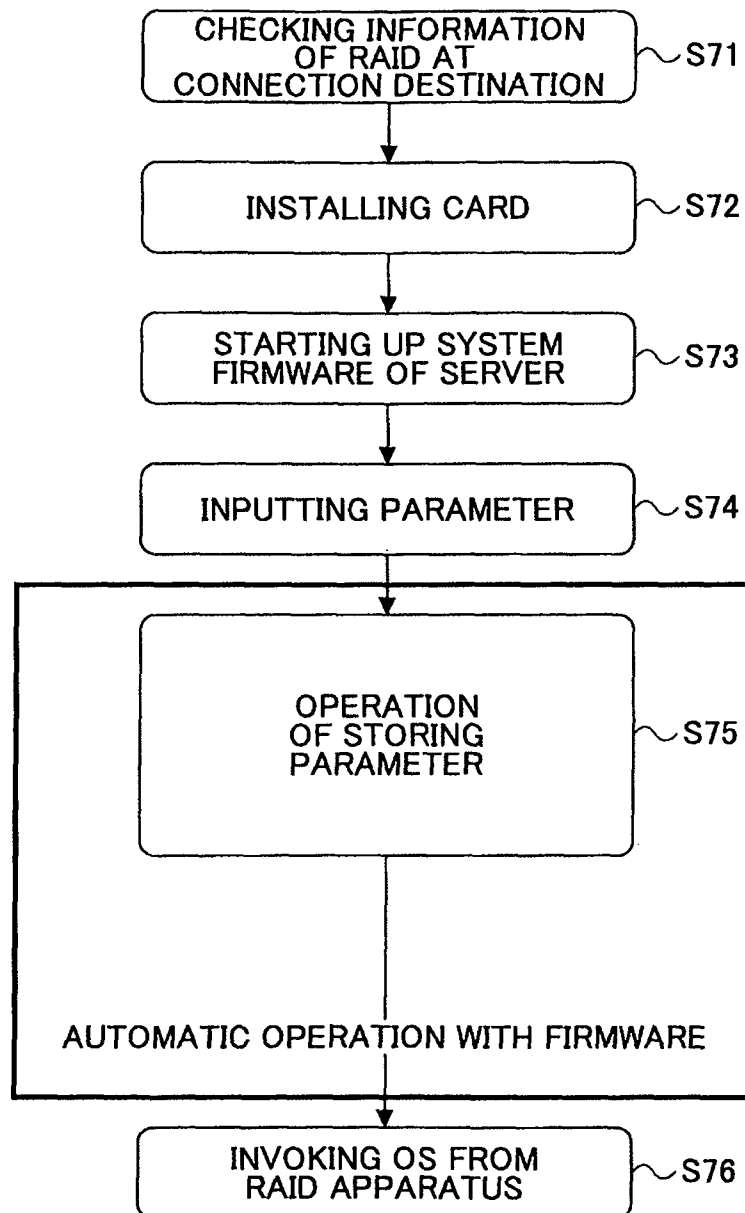 CHECKING INFORMATION
OF RAID AT
CONNECTION DESTINATION
S71
INSTALLING CARD
S72
STARTING UP SYSTEM
FIRMWARE OF SERVER
S73
INPUTTING PARAMETER
S74
OPERATION
OF STORING
PARAMETER
S75
AUTOMATIC OPERATION WITH FIRMWARE
INVOKING OS FROM
RAID APPARATUS
S76